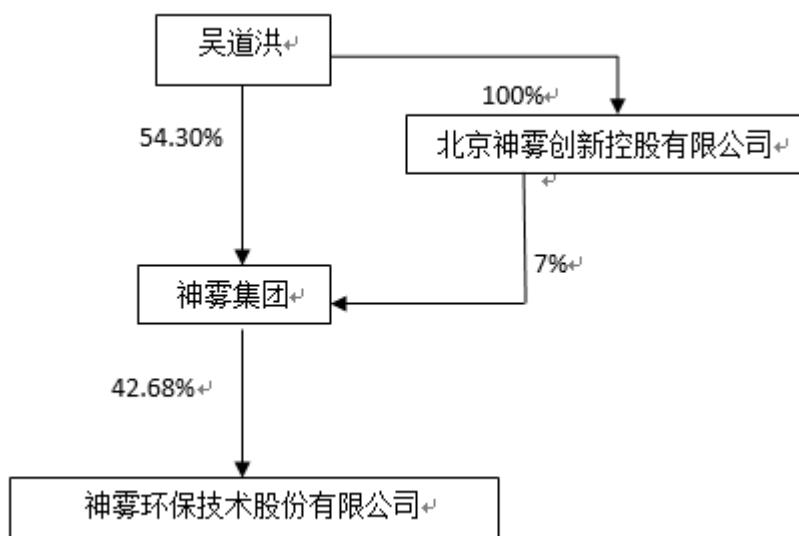 吴道洪
100%
54.30%
北京神雾创新控股有限公司
7%
神雾集团
42.68%
神雾环保技术股份有限公司